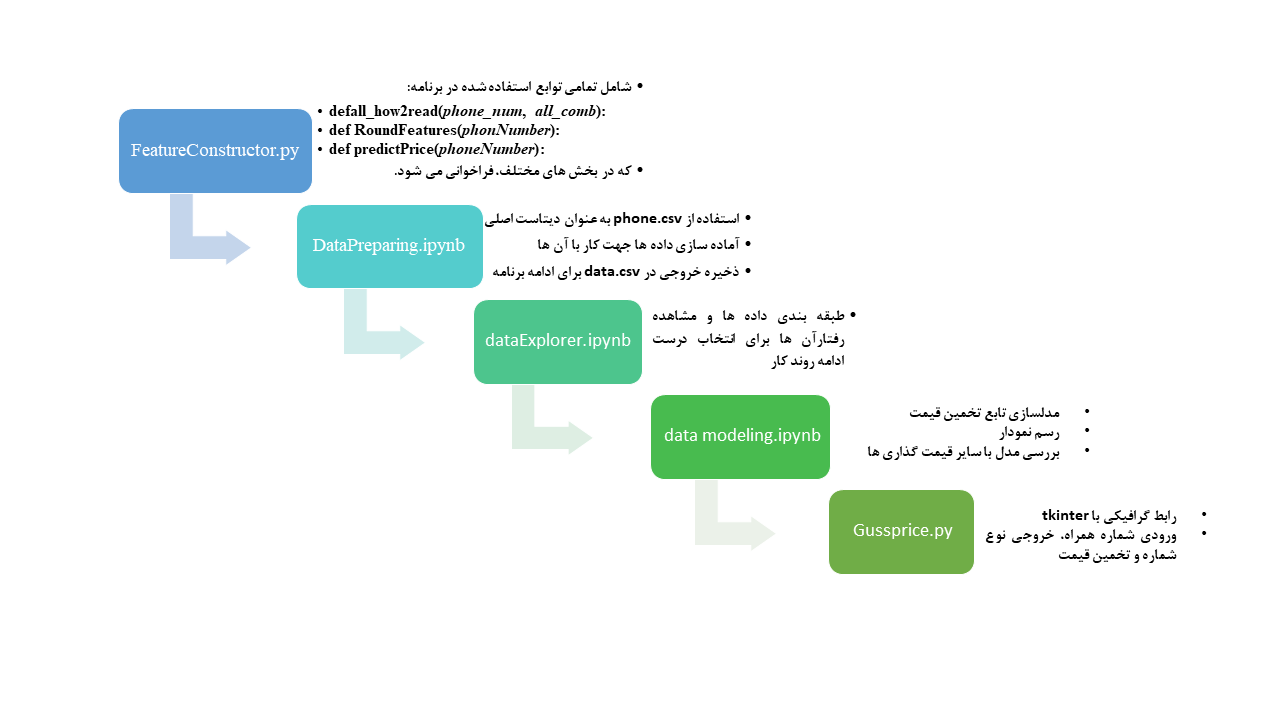 شامل تمامی توابع استفاده شده در برنامه:
FeatureConstructor.py
defall_how2read(phone_num, all_comb):
def RoundFeatures(phonNumber):
def predictPrice(phoneNumber):
که در بخش های مختلف، فراخوانی می شود.
DataPreparing.ipynb
استفاده از phone.csv به عنوان دیتاست اصلی
آماده سازی داده ها جهت کار با آن ها
ذخیره خروجی در data.csv برای ادامه برنامه
dataExplorer.ipynb
طبقه بندی داده ها و مشاهده
رفتارآن ها برای انتخاب درست
ادامه روند کار
data modeling.ipynb
مدلسازی تابع تخمین قیمت
رسم نمودار
بررسی مدل با سایر قیمت گذاری ها
Gussprice.py
رابط گرافیکی با tkinter
ورودی شماره همراه، خروجی نوع
شماره و تخمین قیمت